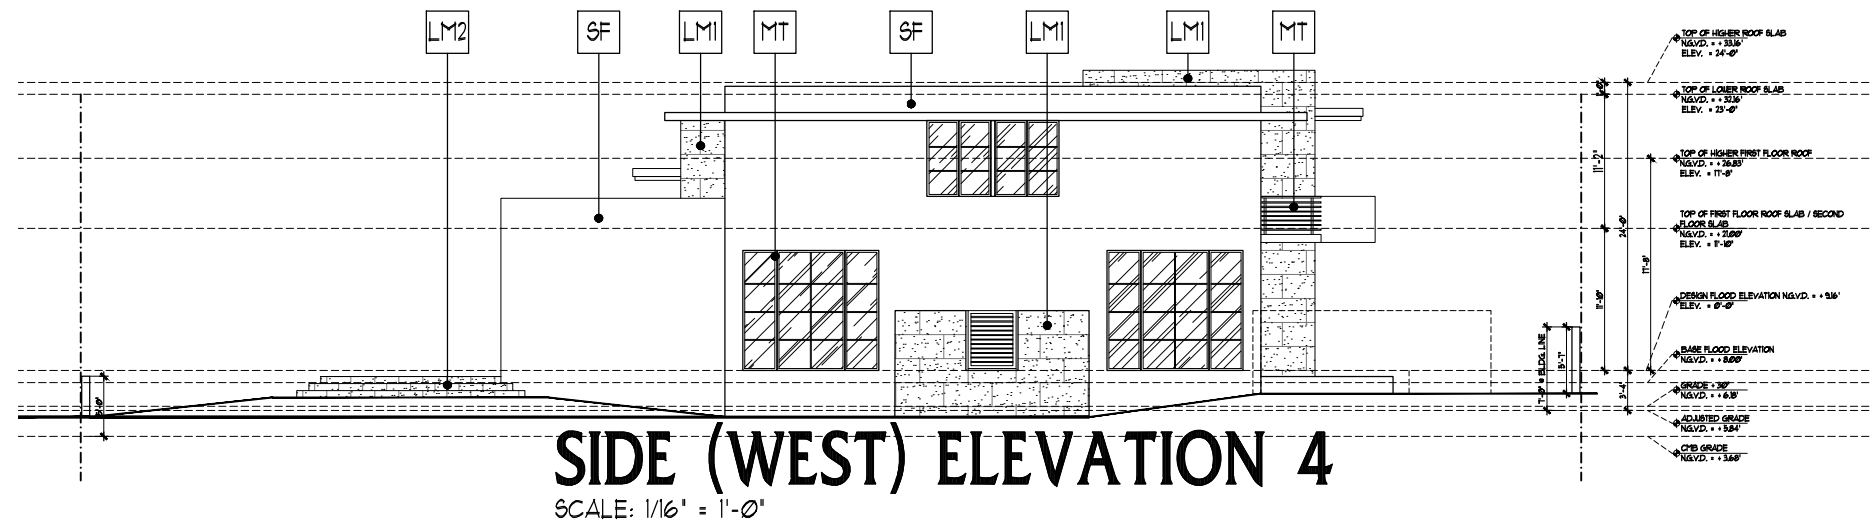 LM2 SF LM1 MT SF LM1 LM1 MT
TOP OF HIGHER ROOF SLAB
N.G.V.D. = + 33.16'
ELEV. = 24'-0"
TOP OF LOWER ROOF SLAB
N.G.V.D. = + 32.16'
ELEV. = 23'-0"
TOP OF HIGHER FIRST FLOOR ROOF
N.G.V.D. = + 26.83'
ELEV. = 17'-8"
TOP OF FIRST FLOOR ROOF SLAB / SECOND
FLOOR SLAB
N.G.V.D. = + 21.00'
ELEV. = 11'-10"
DESIGN FLOOD ELEVATION N.G.V.D. = + 9.16'
ELEV. = 0'-0"
BASE FLOOD ELEVATION
N.G.V.D. = + 8.00'
GRADE + 30"
N.G.V.D. = + 6.18'
ADJUSTED GRADE
N.G.V.D. = + 5.84'
CMB GRADE
N.G.V.D. = + 3.68'
11'-2"
24'-0"
17'-8"
11'-10"
3'-4"
5'-1"
7'-0" @ BLDG. LINE
SIDE (WEST) ELEVATION 4
SCALE: 1/16" = 1'-0"